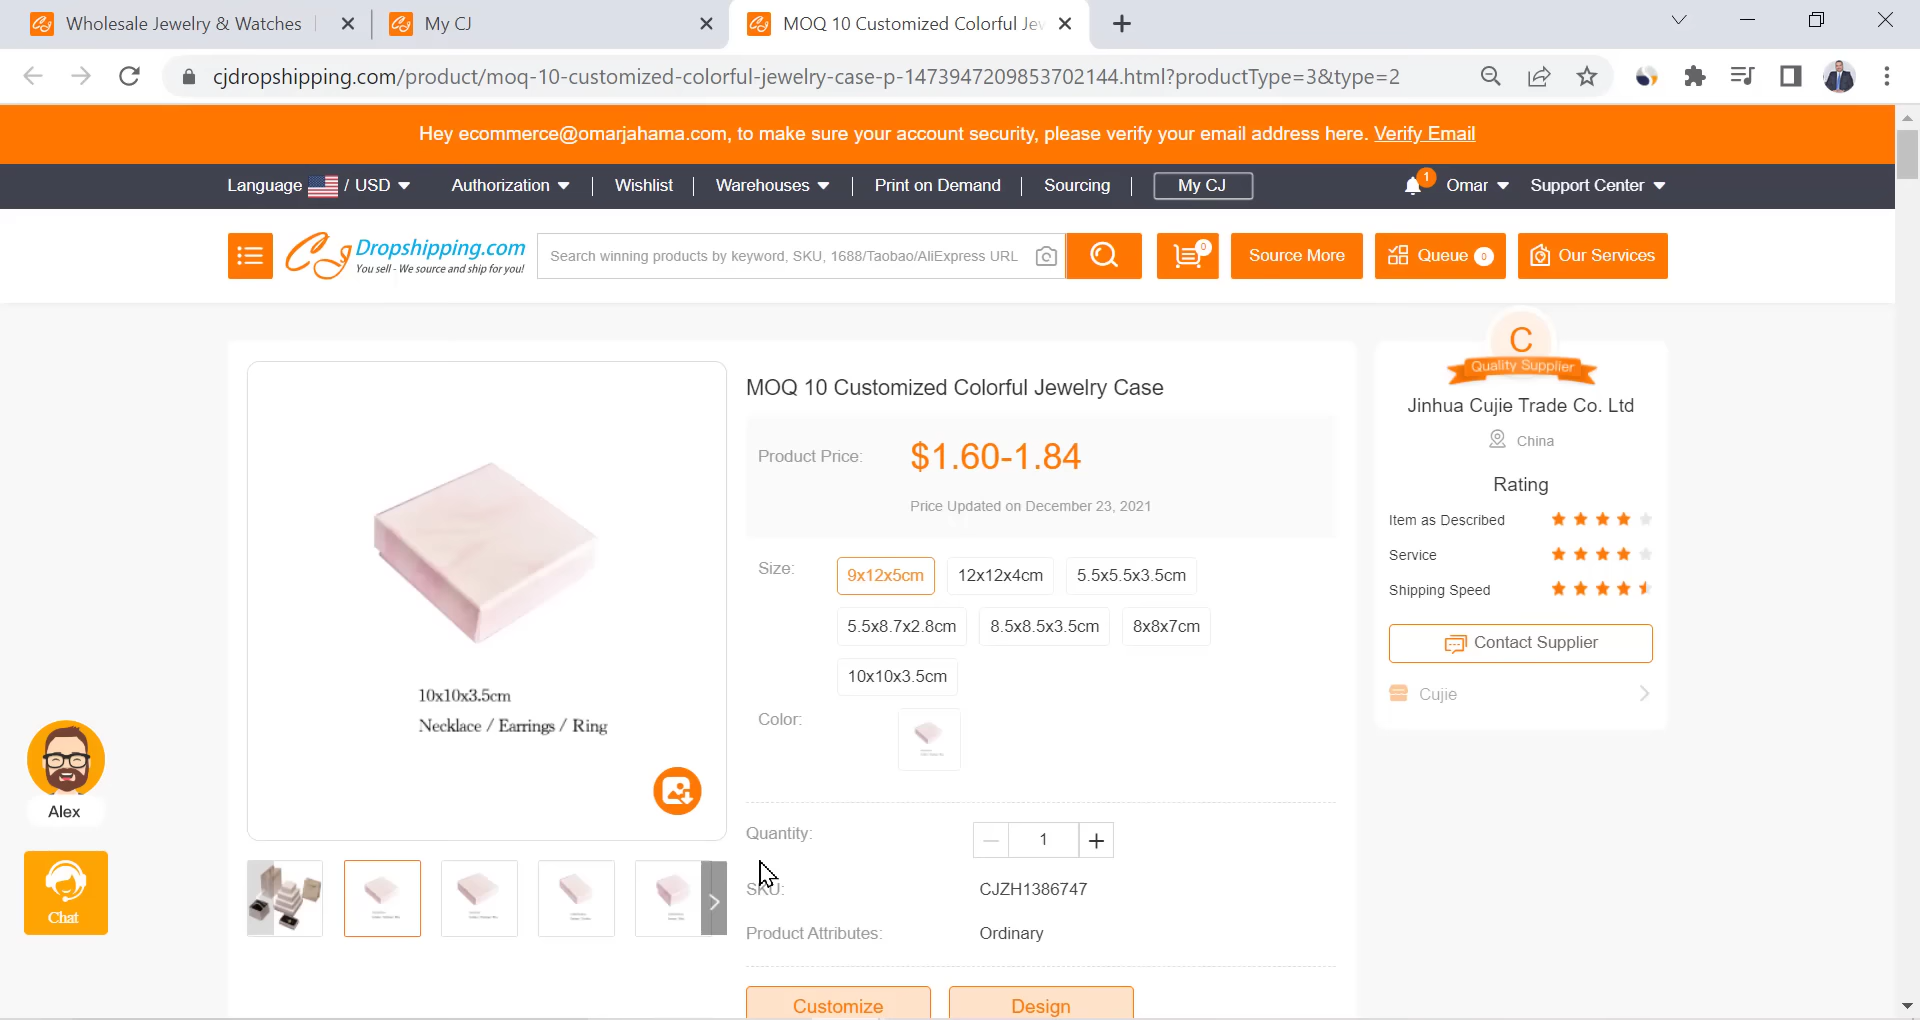 Wholesale Jewelry & Watches
My CJ
MOQ 10 Customized Colorful Jew
cjdropshipping.com/product/moq-10-customized-colorful-jewelry-case-p-1473947209853702144.html?productType=3&type=2
Hey ecommerce@omarjahama.com, to make sure your account security, please verify your email address here. Verify Email
Language / USD Authorization Wishlist Warehouses Print on Demand Sourcing My CJ 1 Omar Support Center
CJ Dropshipping.com
You sell - We source and ship for you!
Search winning products by keyword, SKU, 1688/Taobao/AliExpress URL
0
Source More
Queue 0
Our Services
10x10x3.5cm
Necklace / Earrings / Ring
MOQ 10 Customized Colorful Jewelry Case
Product Price: $1.60-1.84
Price Updated on December 23, 2021
Size: 9x12x5cm 12x12x4cm 5.5x5.5x3.5cm
5.5x8.7x2.8cm 8.5x8.5x3.5cm 8x8x7cm
10x10x3.5cm
Color:
Quantity: 1
SKU: CJZH1386747
Product Attributes: Ordinary
Customize Design
C
Quality Supplier
Jinhua Cujie Trade Co. Ltd
China
Rating
Item as Described
Service
Shipping Speed
Contact Supplier
Cujie
Alex
Chat